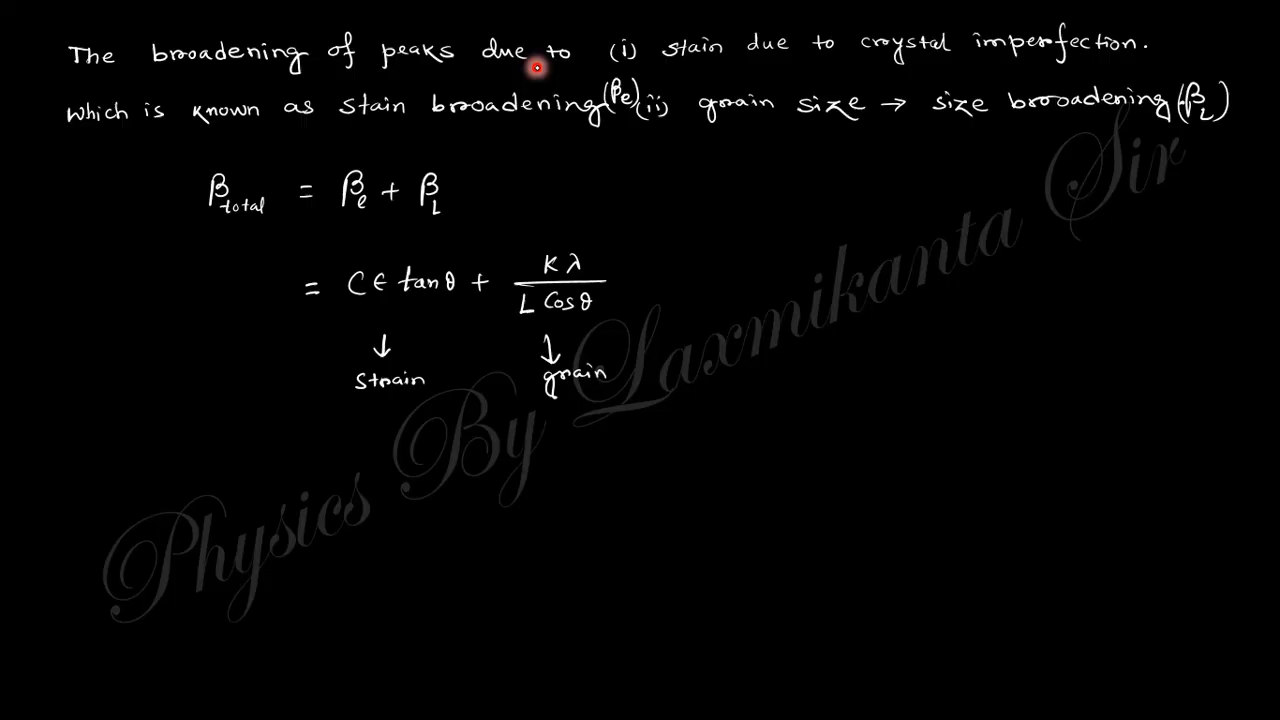 The broadening of peaks due to (i) stain due to crystal imperfection.
which is known as stain broadening (βe) (ii) grain size → size broadening (βL)
βtotal = βe + βL
= C ϵ tanθ + Kλ / L Cosθ
↓ ↓
strain grain
Physics By Laxmikanta Sir